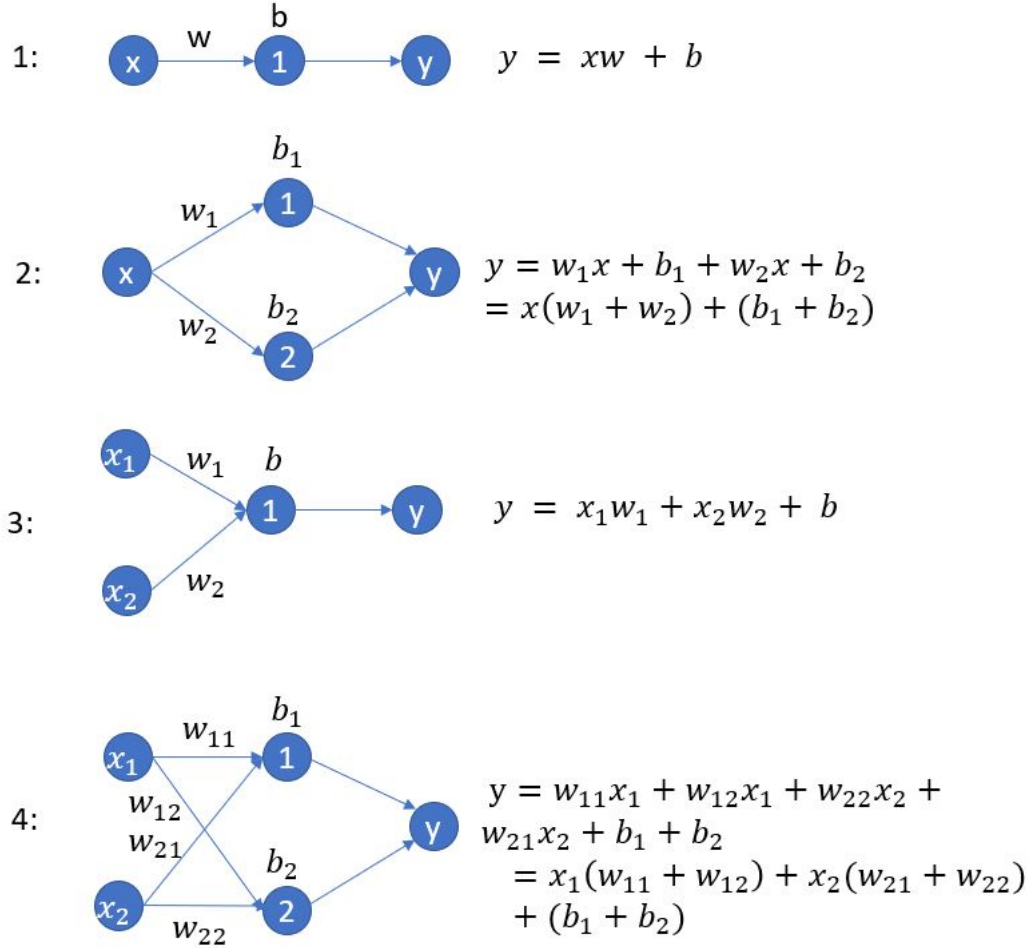 1:
x
w
b
1
y
y = xw + b
2:
x
w₁
w₂
b₁
1
b₂
2
y
y = w₁x + b₁ + w₂x + b₂
= x(w₁ + w₂) + (b₁ + b₂)
3:
x₁
x₂
w₁
w₂
b
1
y
y = x₁w₁ + x₂w₂ + b
4:
x₁
x₂
w₁₁
w₁₂
w₂₁
w₂₂
b₁
1
b₂
2
y
y = w₁₁x₁ + w₁₂x₁ + w₂₂x₂ +
w₂₁x₂ + b₁ + b₂
= x₁(w₁₁ + w₁₂) + x₂(w₂₁ + w₂₂)
+ (b₁ + b₂)